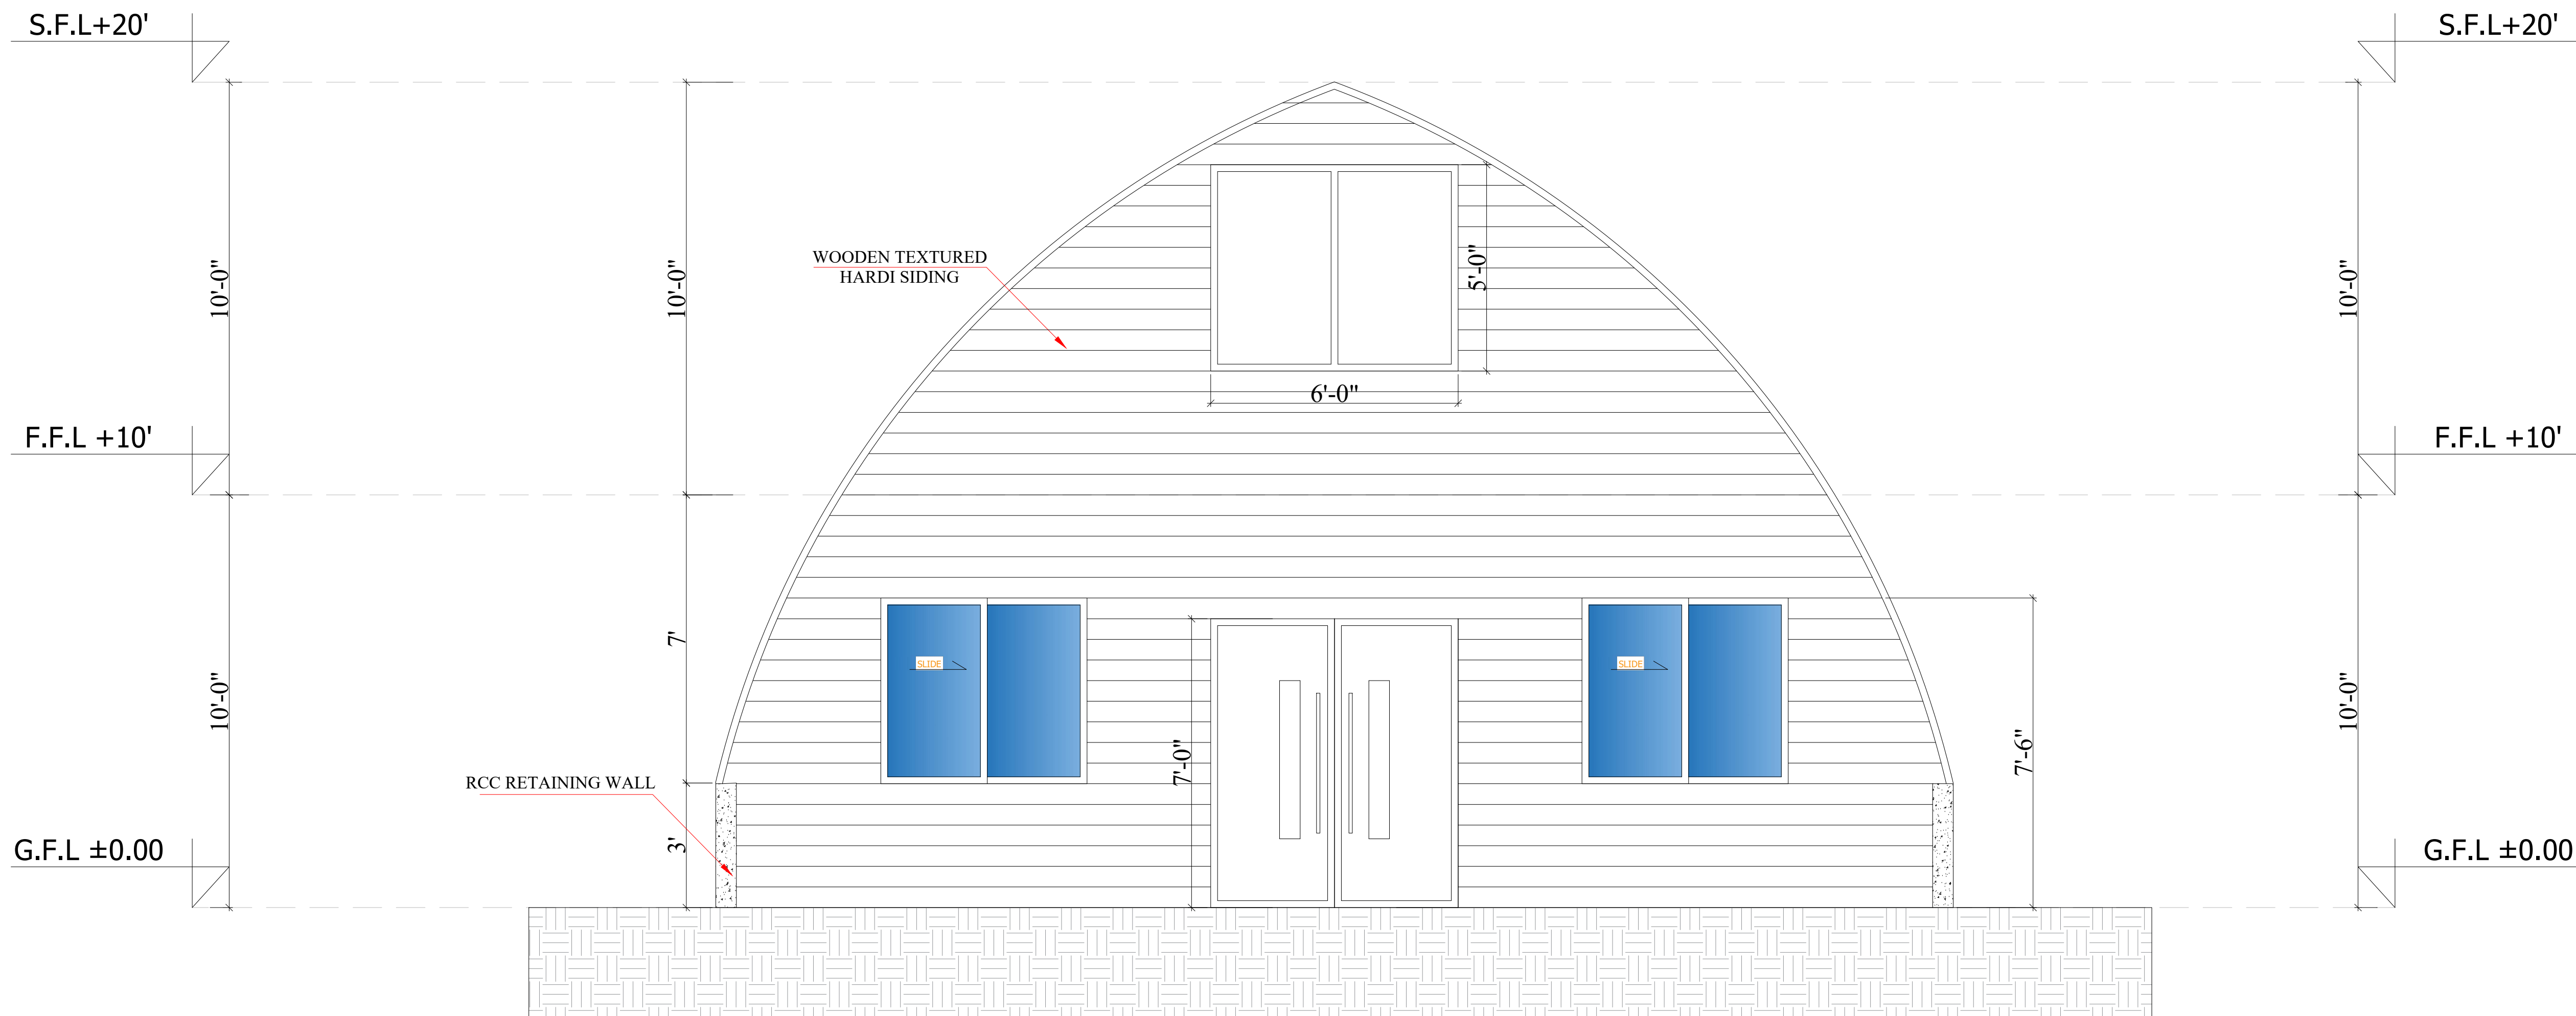 S.F.L+20'
S.F.L+20'
10'-0"
10'-0"
WOODEN TEXTURED
HARDI SIDING
5'-0"
10'-0"
6'-0"
F.F.L +10'
F.F.L +10'
10'-0"
7'
SLIDE
SLIDE
7'-0"
7'-6"
10'-0"
RCC RETAINING WALL
3'
G.F.L ±0.00
G.F.L ±0.00